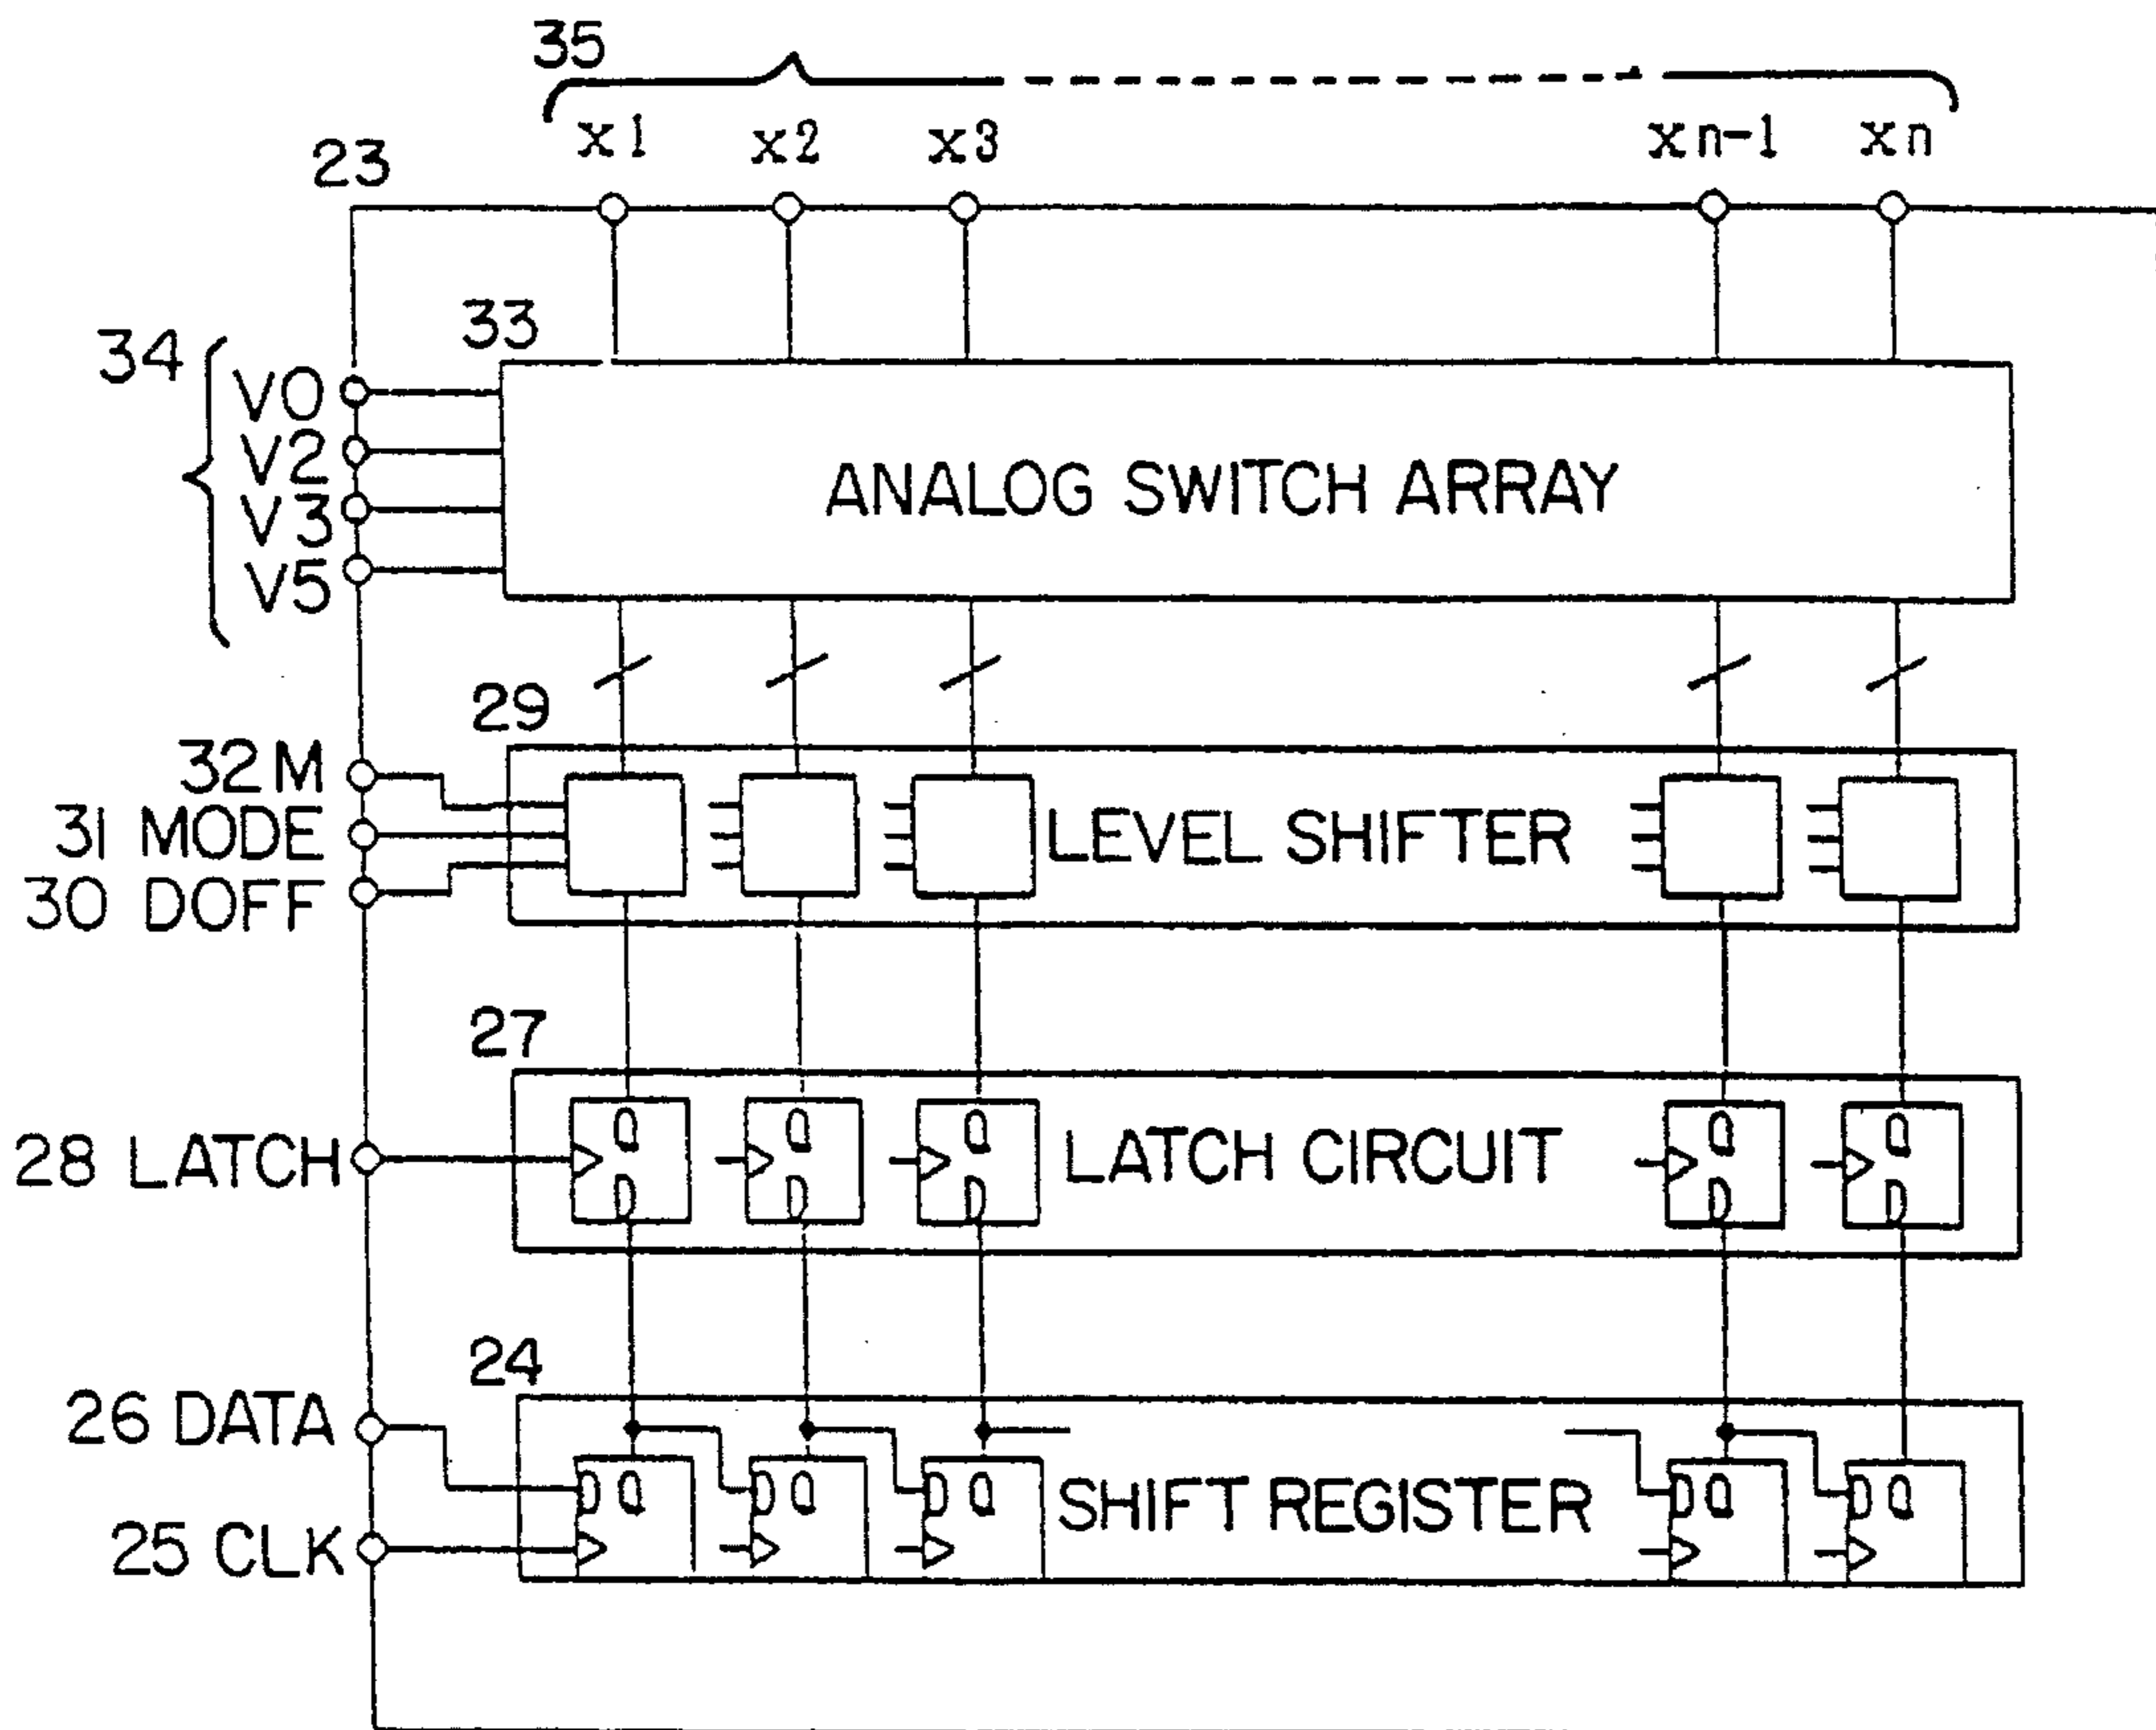 35
x1 x2 x3 xn-1 xn
23
33
34
V0
V2
V3
V5
ANALOG SWITCH ARRAY
29
32 M
31 MODE
30 DOFF
LEVEL SHIFTER
27
Q Q Q Q Q
28 LATCH
LATCH CIRCUIT
D D D D D
24
26 DATA
D Q D Q D Q SHIFT REGISTER D Q D Q
25 CLK